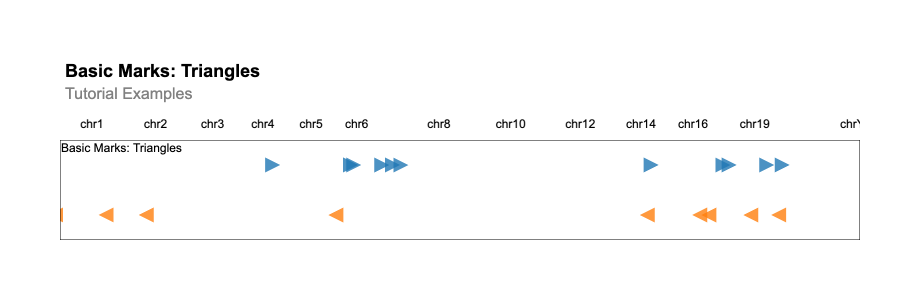 Basic Marks: Triangles
Tutorial Examples
chr1 chr2 chr3 chr4 chr5 chr6 chr8 chr10 chr12 chr14 chr16 chr19
Basic Marks: Triangles